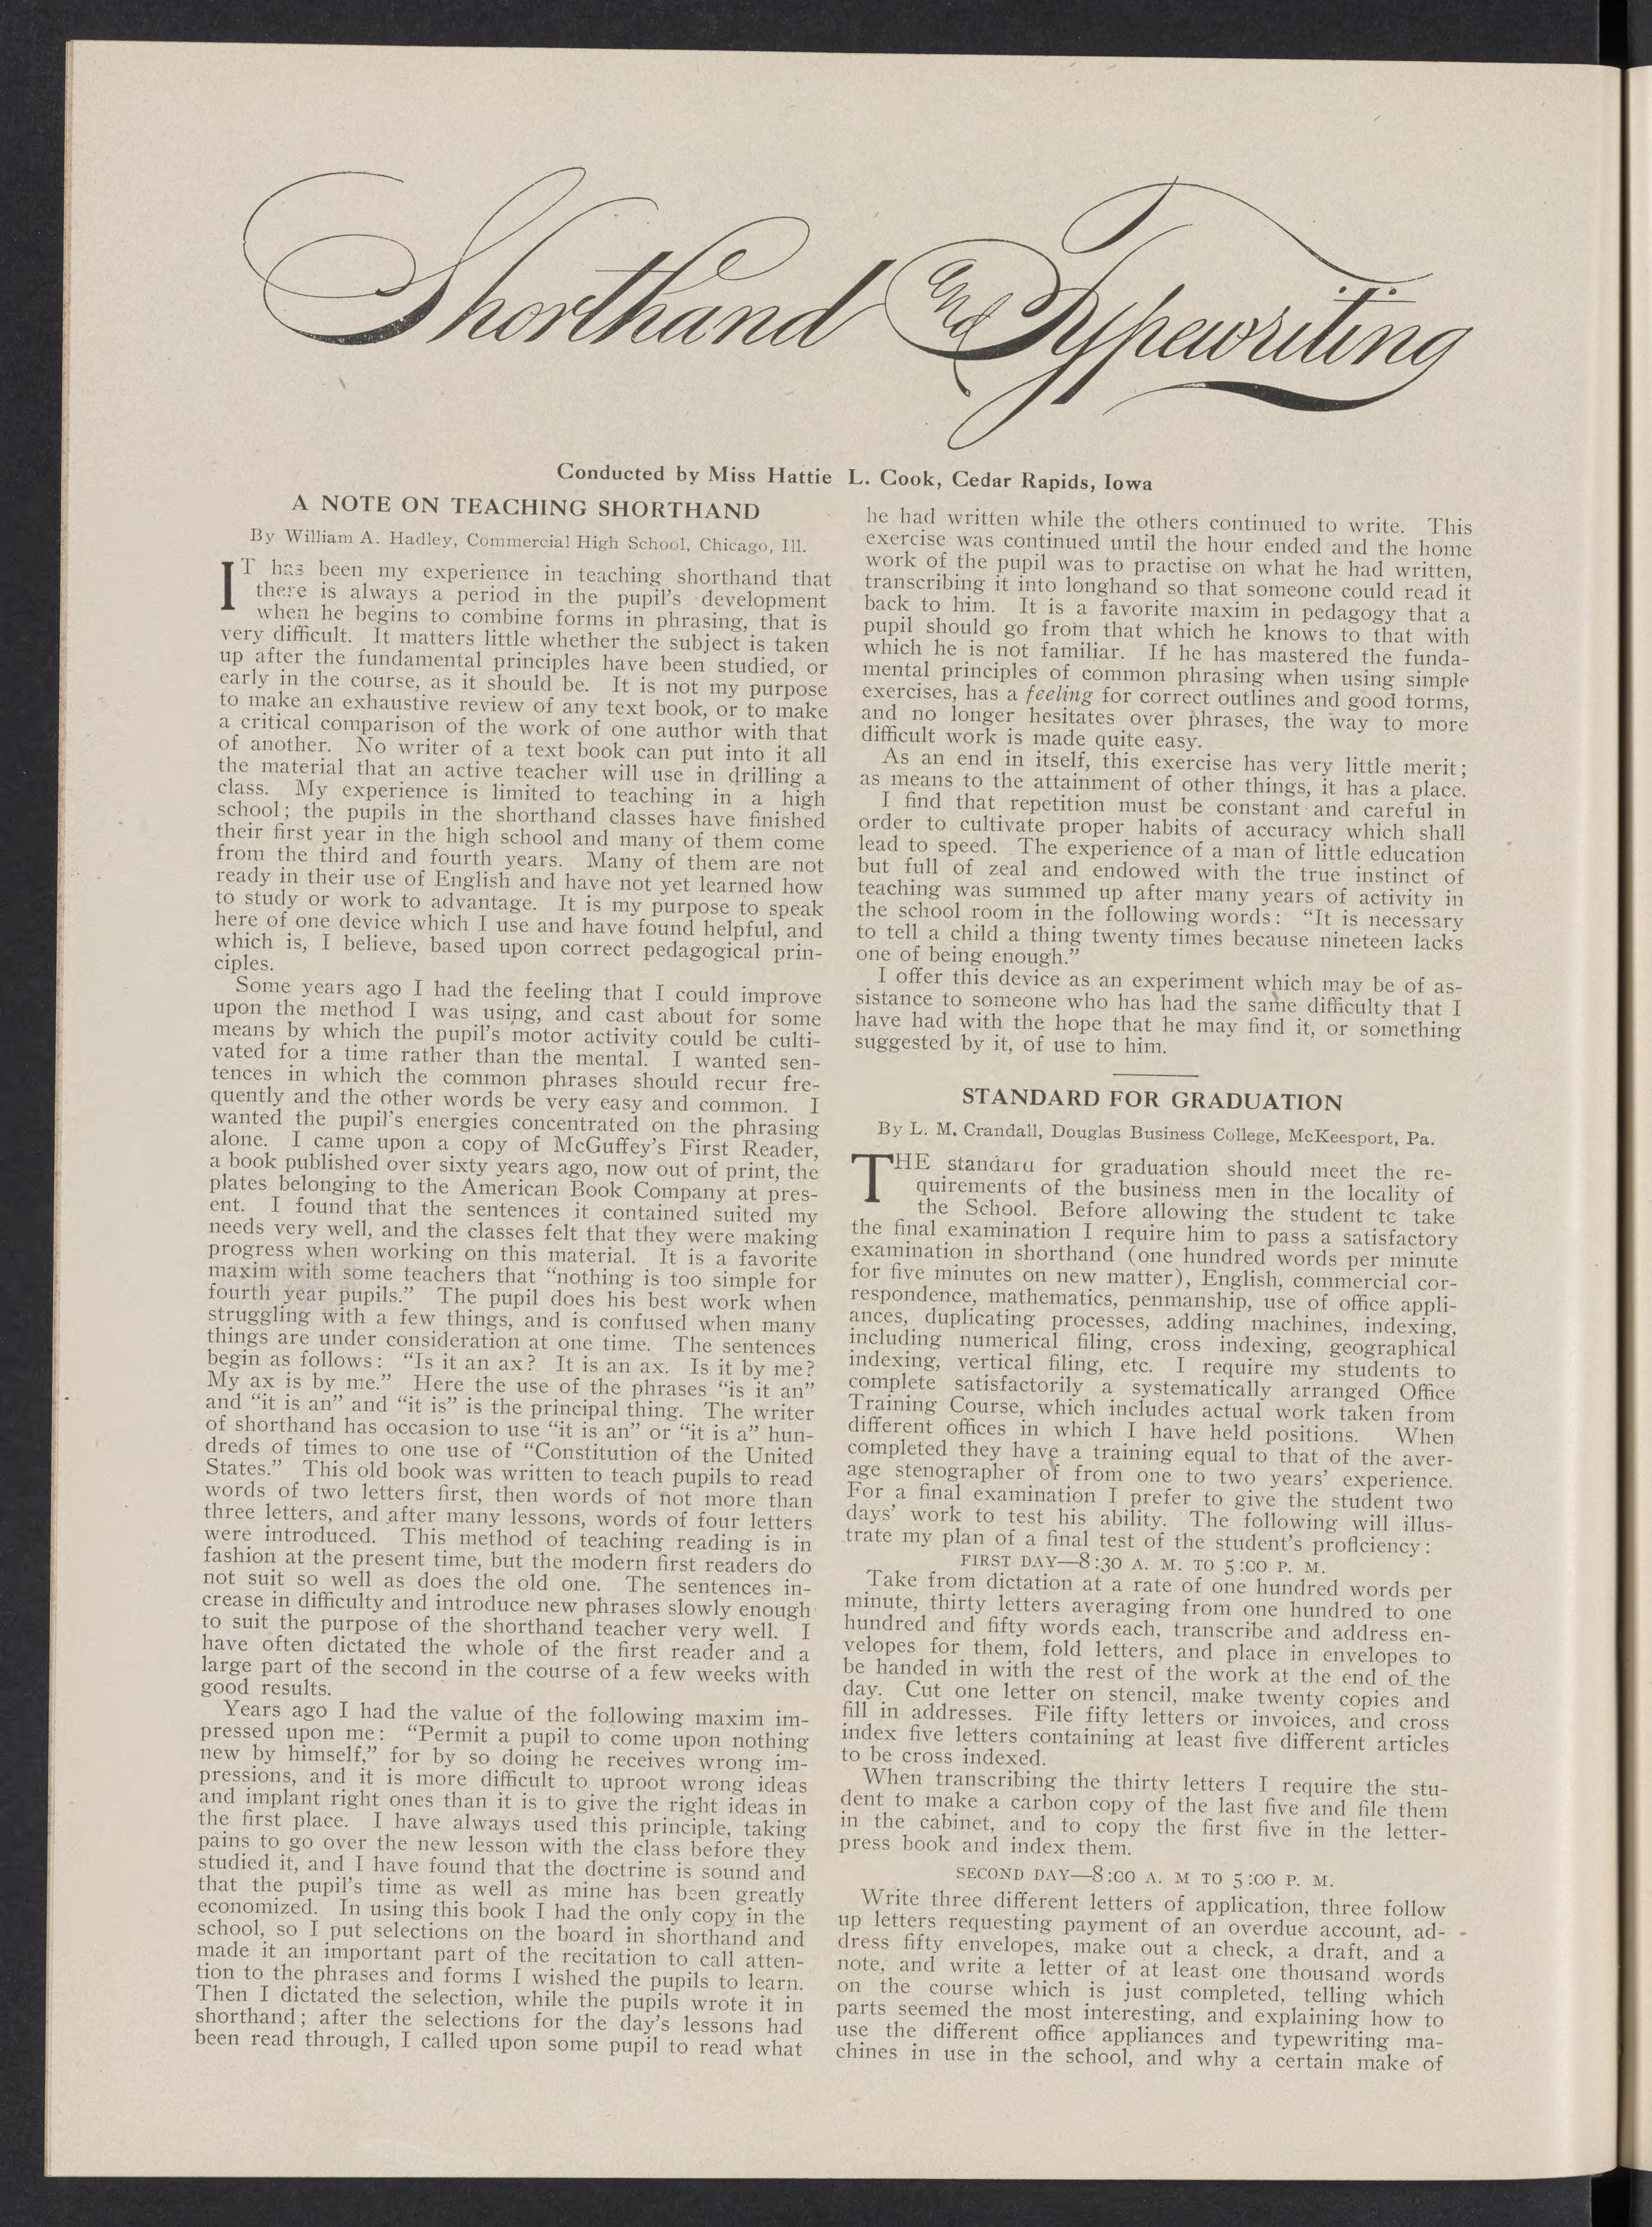 Shorthand and Typewriting
Conducted by Miss Hattie L. Cook, Cedar Rapids, Iowa
A NOTE ON TEACHING SHORTHAND
By William A. Hadley, Commercial High School, Chicago, Ill.
IT has been my experience in teaching shorthand that
there is always a period in the pupil's development
when he begins to combine forms in phrasing, that is
very difficult. It matters little whether the subject is taken
up after the fundamental principles have been studied, or
early in the course, as it should be. It is not my purpose
to make an exhaustive review of any text book, or to make
a critical comparison of the work of one author with that
of another. No writer of a text book can put into it all
the material that an active teacher will use in drilling a
class. My experience is limited to teaching in a high
school; the pupils in the shorthand classes have finished
their first year in the high school and many of them come
from the third and fourth years. Many of them are not
ready in their use of English and have not yet learned how
to study or work to advantage. It is my purpose to speak
here of one device which I use and have found helpful, and
which is, I believe, based upon correct pedagogical prin-
ciples.
Some years ago I had the feeling that I could improve
upon the method I was using, and cast about for some
means by which the pupil's motor activity could be culti-
vated for a time rather than the mental. I wanted sen-
tences in which the common phrases should recur fre-
quently and the other words be very easy and common. I
wanted the pupil's energies concentrated on the phrasing
alone. I came upon a copy of McGuffey's First Reader,
a book published over sixty years ago, now out of print, the
plates belonging to the American Book Company at pres-
ent. I found that the sentences it contained suited my
needs very well, and the classes felt that they were making
progress when working on this material. It is a favorite
maxim with some teachers that “nothing is too simple for
fourth year pupils.” The pupil does his best work when
struggling with a few things, and is confused when many
things are under consideration at one time. The sentences
begin as follows: “Is it an ax? It is an ax. Is it by me?
My ax is by me.” Here the use of the phrases “is it an”
and “it is an” and “it is” is the principal thing. The writer
of shorthand has occasion to use “it is an” or “it is a” hun-
dreds of times to one use of “Constitution of the United
States.” This old book was written to teach pupils to read
words of two letters first, then words of not more than
three letters, and after many lessons, words of four letters
were introduced. This method of teaching reading is in
fashion at the present time, but the modern first readers do
not suit so well as does the old one. The sentences in-
crease in difficulty and introduce new phrases slowly enough
to suit the purpose of the shorthand teacher very well. I
have often dictated the whole of the first reader and a
large part of the second in the course of a few weeks with
good results.
Years ago I had the value of the following maxim im-
pressed upon me: “Permit a pupil to come upon nothing
new by himself,” for by so doing he receives wrong im-
pressions, and it is more difficult to uproot wrong ideas
and implant right ones than it is to give the right ideas in
the first place. I have always used this principle, taking
pains to go over the new lesson with the class before they
studied it, and I have found that the doctrine is sound and
that the pupil's time as well as mine has been greatly
economized. In using this book I had the only copy in the
school, so I put selections on the board in shorthand and
made it an important part of the recitation to call atten-
tion to the phrases and forms I wished the pupils to learn.
Then I dictated the selection, while the pupils wrote it in
shorthand; after the selections for the day's lessons had
been read through, I called upon some pupil to read what
he had written while the others continued to write. This
exercise was continued until the hour ended and the home
work of the pupil was to practise on what he had written,
transcribing it into longhand so that someone could read it
back to him. It is a favorite maxim in pedagogy that a
pupil should go from that which he knows to that with
which he is not familiar. If he has mastered the funda-
mental principles of common phrasing when using simple
exercises, has a feeling for correct outlines and good forms,
and no longer hesitates over phrases, the way to more
difficult work is made quite easy.
As an end in itself, this exercise has very little merit;
as means to the attainment of other things, it has a place.
I find that repetition must be constant and careful in
order to cultivate proper habits of accuracy which shall
lead to speed. The experience of a man of little education
but full of zeal and endowed with the true instinct of
teaching was summed up after many years of activity in
the school room in the following words: “It is necessary
to tell a child a thing twenty times because nineteen lacks
one of being enough.”
I offer this device as an experiment which may be of as-
sistance to someone who has had the same difficulty that I
have had with the hope that he may find it, or something
suggested by it, of use to him.
STANDARD FOR GRADUATION
By L. M. Crandall, Douglas Business College, McKeesport, Pa.
THE standard for graduation should meet the re-
quirements of the business men in the locality of
the School. Before allowing the student to take
the final examination I require him to pass a satisfactory
examination in shorthand (one hundred words per minute
for five minutes on new matter), English, commercial cor-
respondence, mathematics, penmanship, use of office appli-
ances, duplicating processes, adding machines, indexing,
including numerical filing, cross indexing, geographical
indexing, vertical filing, etc. I require my students to
complete satisfactorily a systematically arranged Office
Training Course, which includes actual work taken from
different offices in which I have held positions. When
completed they have a training equal to that of the aver-
age stenographer of from one to two years' experience.
For a final examination I prefer to give the student two
days' work to test his ability. The following will illus-
trate my plan of a final test of the student's proficiency:
FIRST DAY—8:30 A. M. TO 5:00 P. M.
Take from dictation at a rate of one hundred words per
minute, thirty letters averaging from one hundred to one
hundred and fifty words each, transcribe and address en-
velopes for them, fold letters, and place in envelopes to
be handed in with the rest of the work at the end of the
day. Cut one letter on stencil, make twenty copies and
fill in addresses. File fifty letters or invoices, and cross
index five letters containing at least five different articles
to be cross indexed.
When transcribing the thirty letters I require the stu-
dent to make a carbon copy of the last five and file them
in the cabinet, and to copy the first five in the letter-
press book and index them.
SECOND DAY—8:00 A. M TO 5:00 P. M.
Write three different letters of application, three follow
up letters requesting payment of an overdue account, ad-
dress fifty envelopes, make out a check, a draft, and a
note, and write a letter of at least one thousand words
on the course which is just completed, telling which
parts seemed the most interesting, and explaining how to
use the different office appliances and typewriting ma-
chines in use in the school, and why a certain make of